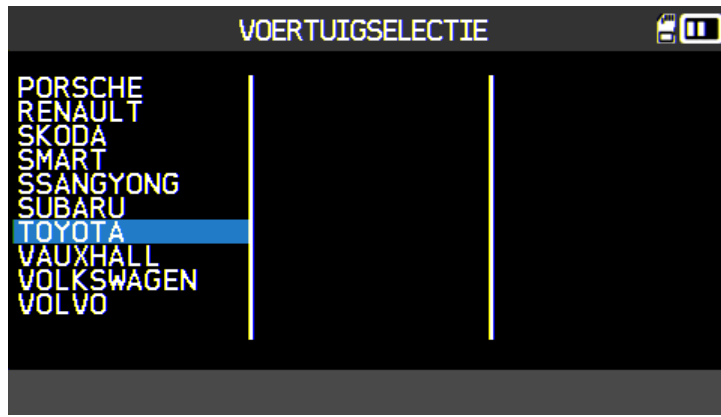 VOERTUIGSELECTIE
PORSCHE
RENAULT
SKODA
SMART
SSANGYONG
SUBARU
TOYOTA
VAUXHALL
VOLKSWAGEN
VOLVO